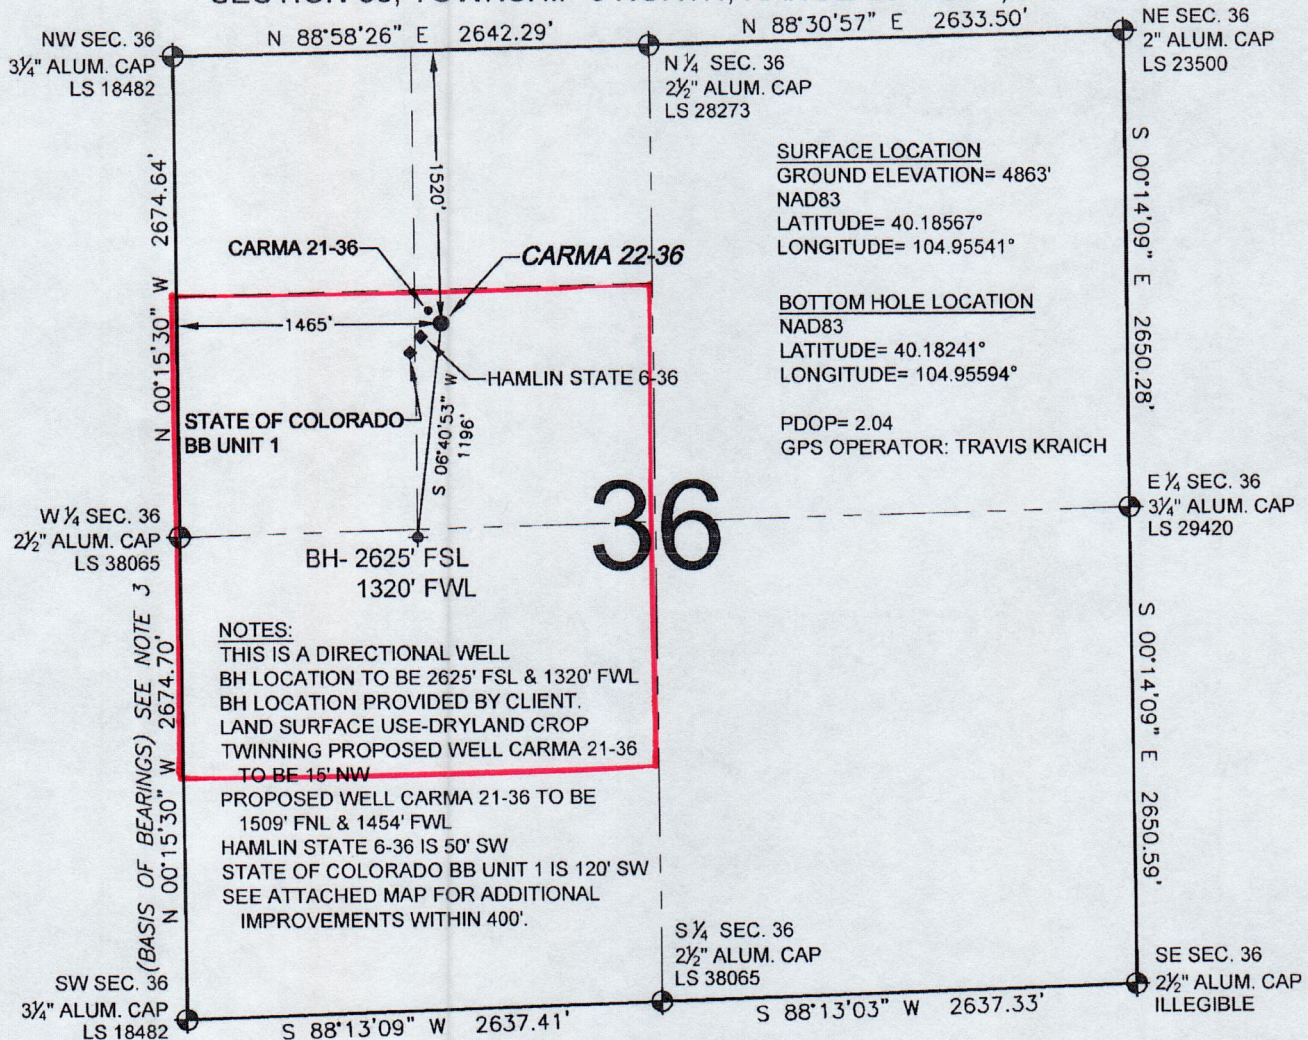 N 88°58'26" E 2642.29'
N 88°30'57" E 2633.50'
NW SEC. 36
3¼" ALUM. CAP
LS 18482
N ¼ SEC. 36
2½" ALUM. CAP
LS 28273
NE SEC. 36
2" ALUM. CAP
LS 23500
SURFACE LOCATION
GROUND ELEVATION= 4863'
NAD83
LATITUDE= 40.18567°
LONGITUDE= 104.95541°
BOTTOM HOLE LOCATION
NAD83
LATITUDE= 40.18241°
LONGITUDE= 104.95594°
PDOP= 2.04
GPS OPERATOR: TRAVIS KRAICH
N 00°15'30" W 2674.64'
1520'
CARMA 21-36
CARMA 22-36
1465'
HAMLIN STATE 6-36
STATE OF COLORADO
BB UNIT 1
S 06°40'53" W
1196'
S 00°14'09" E 2650.28'
36
W ¼ SEC. 36
2½" ALUM. CAP
LS 38065
E ¼ SEC. 36
3¼" ALUM. CAP
LS 29420
BH- 2625' FSL
1320' FWL
NOTES:
THIS IS A DIRECTIONAL WELL
BH LOCATION TO BE 2625' FSL & 1320' FWL
BH LOCATION PROVIDED BY CLIENT.
LAND SURFACE USE-DRYLAND CROP
TWINNING PROPOSED WELL CARMA 21-36
TO BE 15' NW
PROPOSED WELL CARMA 21-36 TO BE
1509' FNL & 1454' FWL
HAMLIN STATE 6-36 IS 50' SW
STATE OF COLORADO BB UNIT 1 IS 120' SW
SEE ATTACHED MAP FOR ADDITIONAL
IMPROVEMENTS WITHIN 400'.
(BASIS OF BEARINGS) SEE NOTE 3
N 00°15'30" W 2674.70'
S 00°14'09" E 2650.59'
SW SEC. 36
3¼" ALUM. CAP
LS 18482
S ¼ SEC. 36
2½" ALUM. CAP
LS 38065
SE SEC. 36
2½" ALUM. CAP
ILLEGIBLE
S 88°13'09" W 2637.41'
S 88°13'03" W 2637.33'